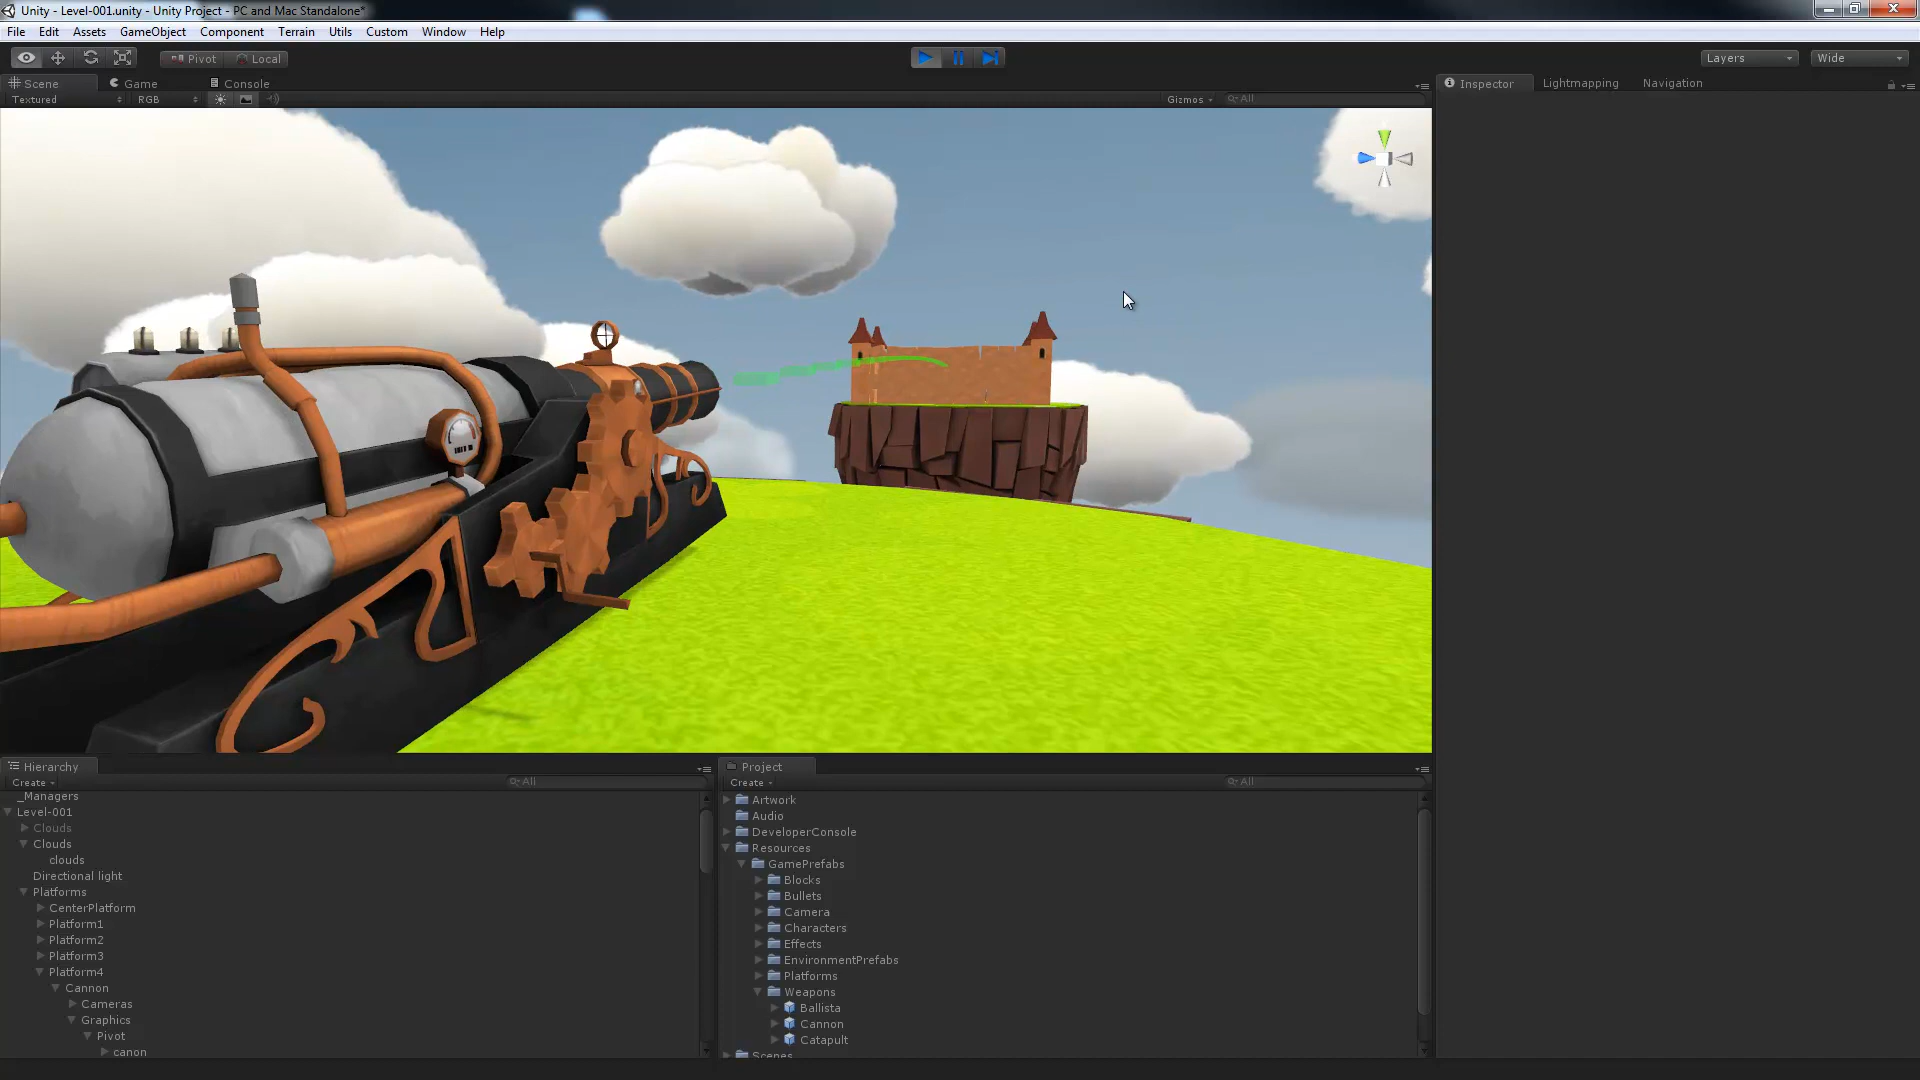 Unity - Level-001.unity - Unity Project - PC and Mac Standalone*
File Edit Assets GameObject Component Terrain Utils Custom Window Help
Pivot Local Layers Wide
Scene Game Console
Textured RGB Gizmos All
Inspector Lightmapping Navigation
Hierarchy
Create All
_Managers
Level-001
Clouds
Clouds
clouds
Directional light
Platforms
CenterPlatform
Platform1
Platform2
Platform3
Platform4
Cannon
Cameras
Graphics
Pivot
canon
Project
Create All
Artwork
Audio
DeveloperConsole
Resources
GamePrefabs
Blocks
Bullets
Camera
Characters
Effects
EnvironmentPrefabs
Platforms
Weapons
Ballista
Cannon
Catapult
Scenes